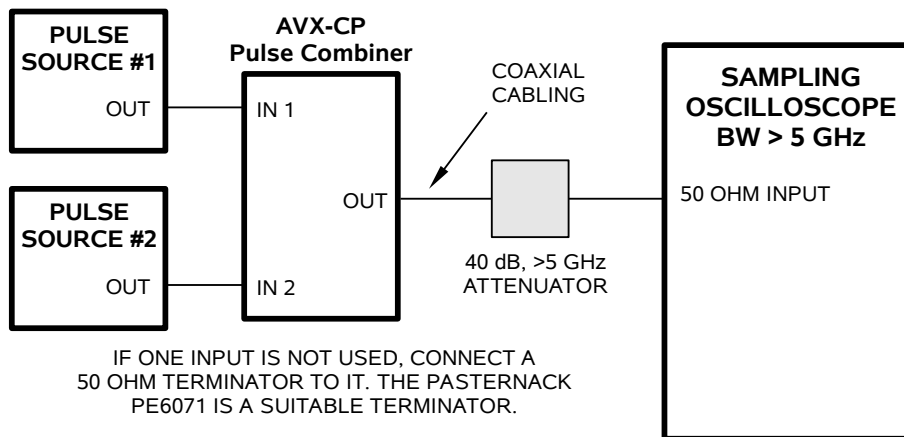 PULSE
SOURCE #1
OUT
AVX-CP
Pulse Combiner
IN 1
OUT
IN 2
PULSE
SOURCE #2
OUT
COAXIAL
CABLING
40 dB, >5 GHz
ATTENUATOR
SAMPLING
OSCILLOSCOPE
BW > 5 GHz
50 OHM INPUT
IF ONE INPUT IS NOT USED, CONNECT A
50 OHM TERMINATOR TO IT. THE PASTERNACK
PE6071 IS A SUITABLE TERMINATOR.